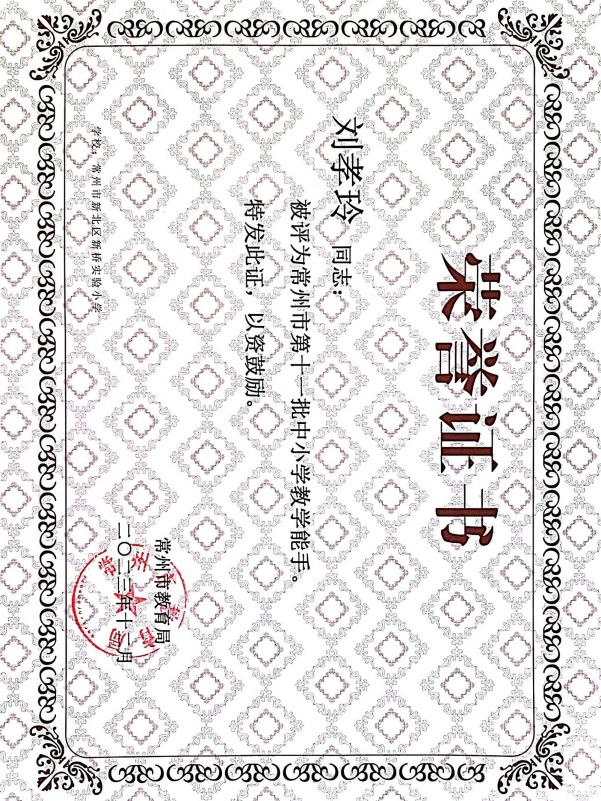 荣誉证书
刘孝玲 同志：
被评为常州市第十一批中小学教学能手。
特发此证，以资鼓励。
常州市教育局
二〇二三年十二月
学校：常州市新北区新桥实验小学